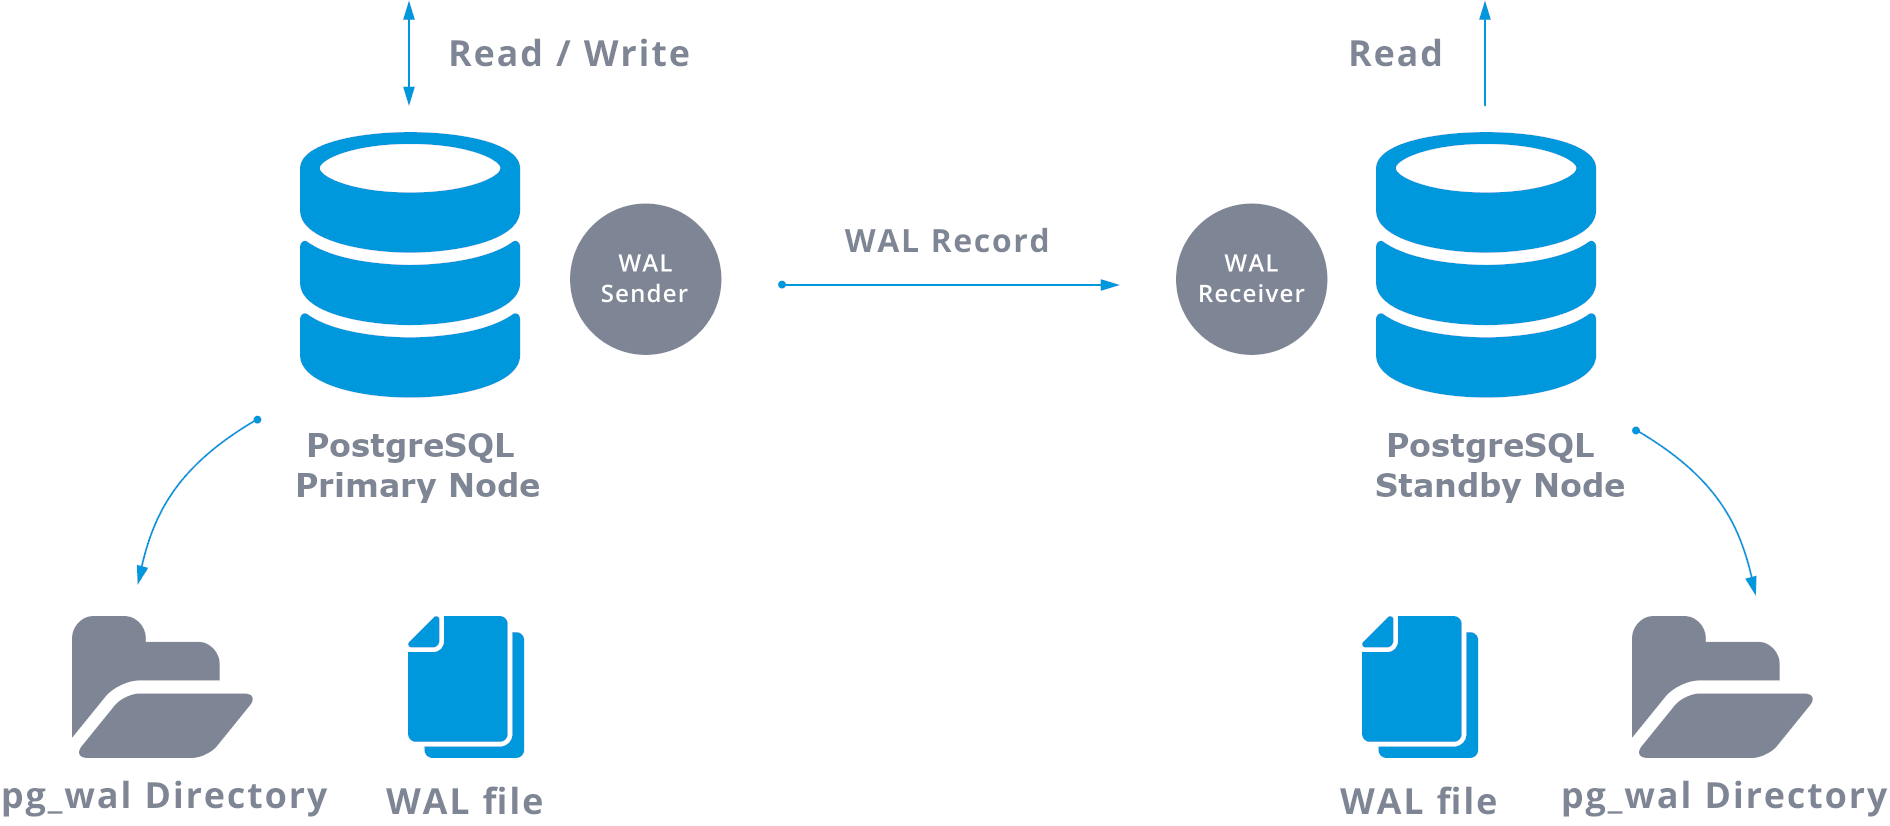 Read / Write
Read
WAL
Sender
WAL Record
WAL
Receiver
PostgreSQL
Primary Node
PostgreSQL
Standby Node
pg_wal Directory
WAL file
WAL file
pg_wal Directory